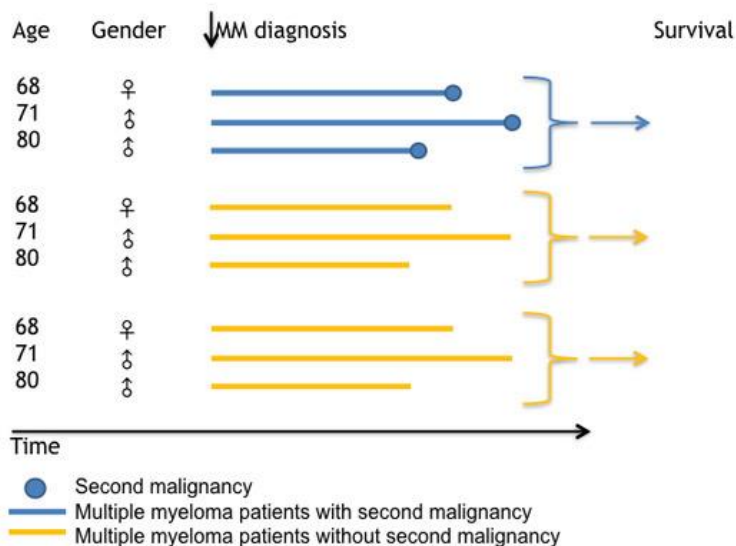 Age Gender MM diagnosis Survival
68 ♀
71 ⚦
80 ⚦
68 ♀
71 ⚦
80 ⚦
68 ♀
71 ⚦
80 ⚦
Time
Second malignancy
Multiple myeloma patients with second malignancy
Multiple myeloma patients without second malignancy